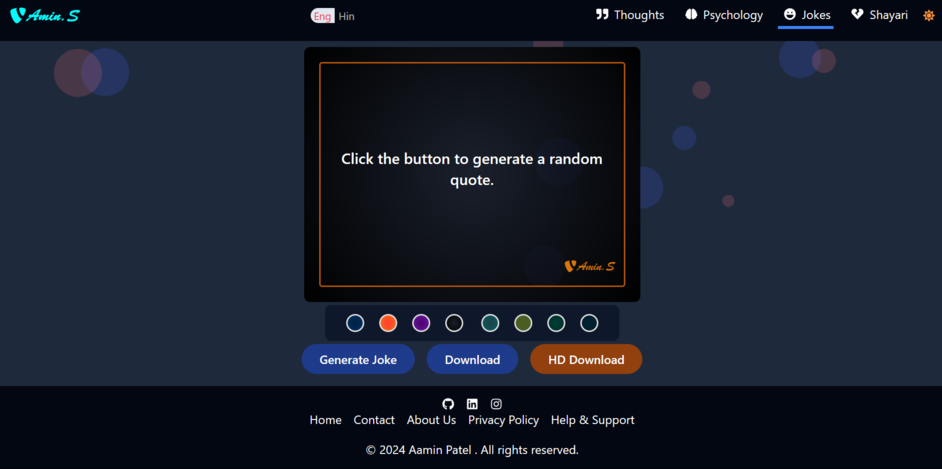 Amin.S
Eng Hin
Thoughts Psychology Jokes Shayari
Click the button to generate a random
quote.
Amin.S
Generate Joke Download HD Download
Home Contact About Us Privacy Policy Help & Support
© 2024 Aamin Patel . All rights reserved.